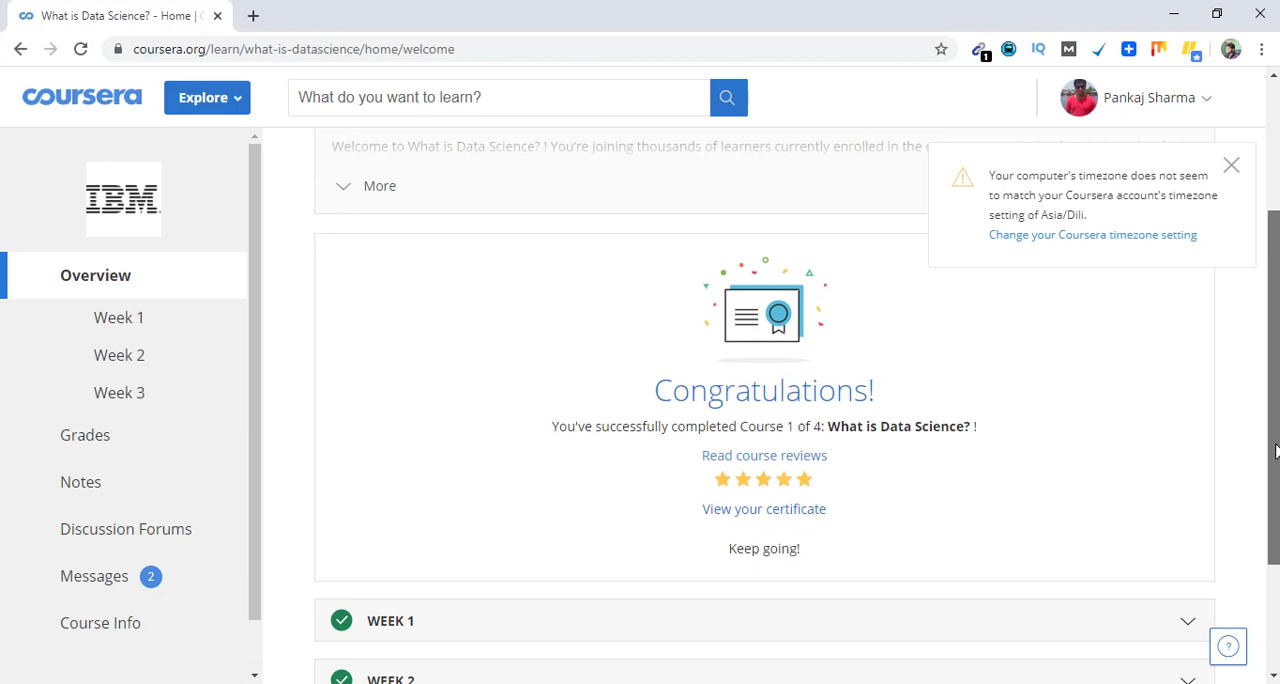 What is Data Science? - Home |
coursera.org/learn/what-is-datascience/home/welcome
1
IQ
M
coursera
Explore
What do you want to learn?
Pankaj Sharma
IBM
Overview
Week 1
Week 2
Week 3
Grades
Notes
Discussion Forums
Messages 2
Course Info
Welcome to What is Data Science? ! You're joining thousands of learners currently enrolled in the
More
Your computer's timezone does not seem
to match your Coursera account's timezone
setting of Asia/Dili.
Change your Coursera timezone setting
Congratulations!
You've successfully completed Course 1 of 4: What is Data Science? !
Read course reviews
View your certificate
Keep going!
WEEK 1
WEEK 2
?